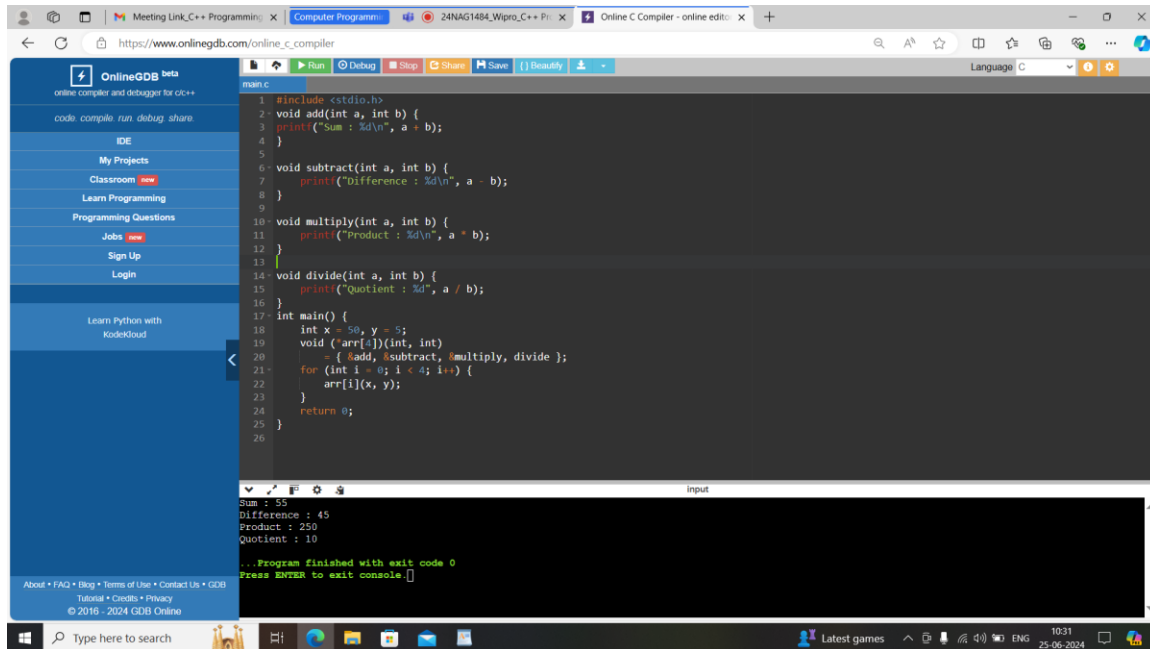 Meeting Link_C++ Programming
Computer Programmi
24NAG1484_Wipro_C++ Pro
Online C Compiler - online editor
https://www.onlinegdb.com/online_c_compiler
OnlineGDB beta
online compiler and debugger for c/c++
code. compile. run. debug. share.
IDE
My Projects
Classroom new
Learn Programming
Programming Questions
Jobs new
Sign Up
Login
Learn Python with
KodeKloud
About • FAQ • Blog • Terms of Use • Contact Us • GDB
Tutorial • Credits • Privacy
© 2016 - 2024 GDB Online
Run Debug Stop Share Save {} Beautify
Language C
main.c
1 #include <stdio.h>
2 void add(int a, int b) {
3 printf("Sum : %d\n", a + b);
4 }
5
6 void subtract(int a, int b) {
7 printf("Difference : %d\n", a - b);
8 }
9
10 void multiply(int a, int b) {
11 printf("Product : %d\n", a * b);
12 }
13
14 void divide(int a, int b) {
15 printf("Quotient : %d", a / b);
16 }
17 int main() {
18 int x = 50, y = 5;
19 void (*arr[4])(int, int)
20 = { &add, &subtract, &multiply, divide };
21 for (int i = 0; i < 4; i++) {
22 arr[i](x, y);
23 }
24 return 0;
25 }
26
input
Sum : 55
Difference : 45
Product : 250
Quotient : 10
...Program finished with exit code 0
Press ENTER to exit console.
Type here to search
Latest games
ENG
10:31
25-06-2024